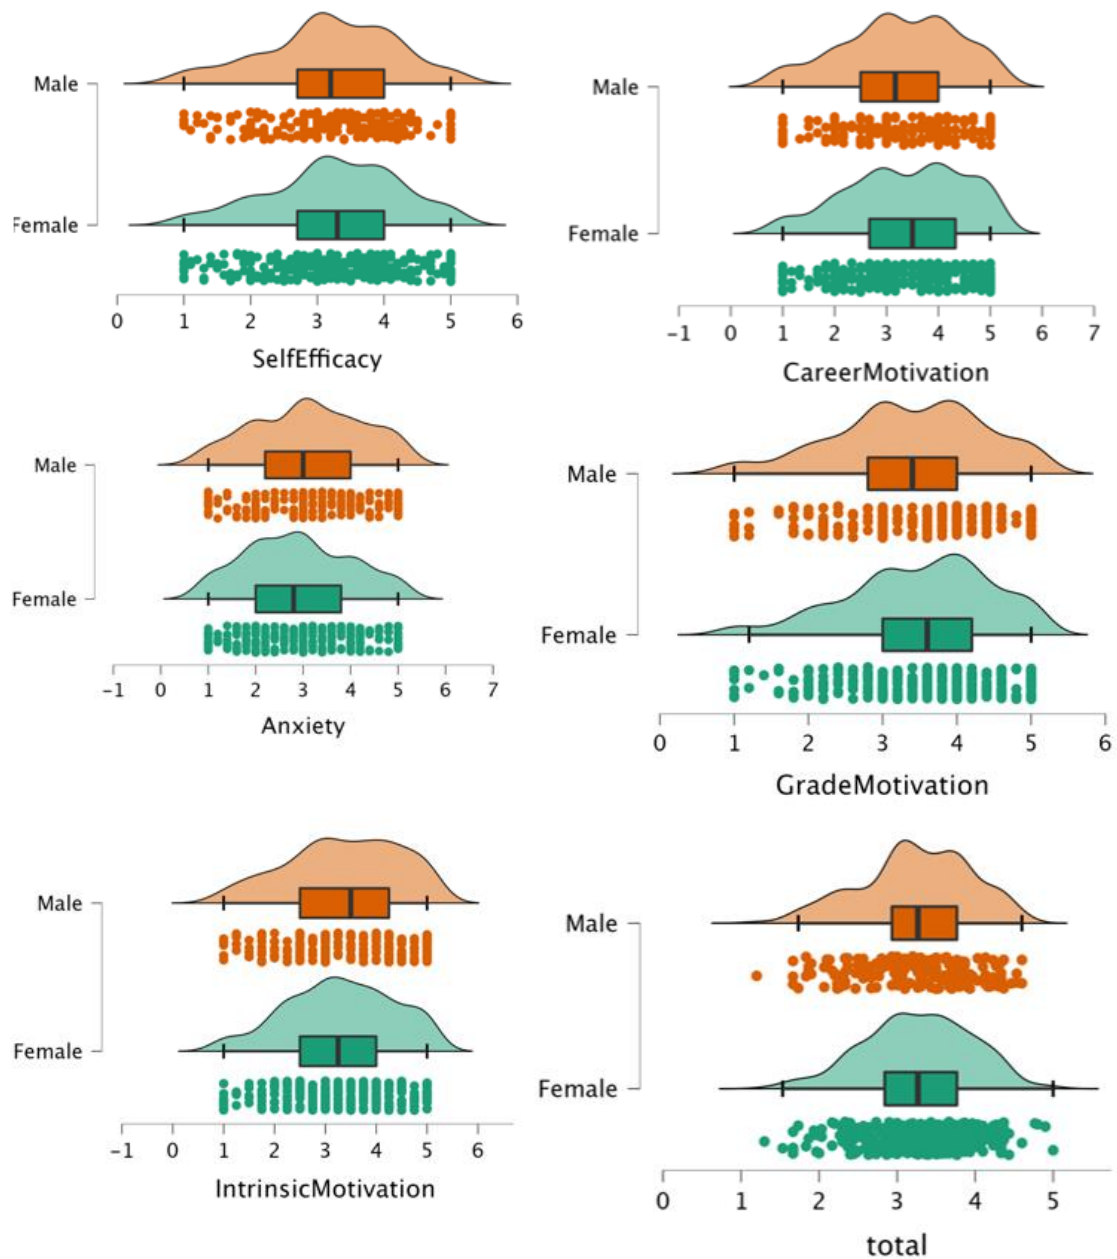 Male
Female
0 1 2 3 4 5 6
SelfEfficacy
Male
Female
-1 0 1 2 3 4 5 6 7
CareerMotivation
Male
Female
-1 0 1 2 3 4 5 6 7
Anxiety
Male
Female
0 1 2 3 4 5 6
GradeMotivation
Male
Female
-1 0 1 2 3 4 5 6
IntrinsicMotivation
Male
Female
0 1 2 3 4 5
total